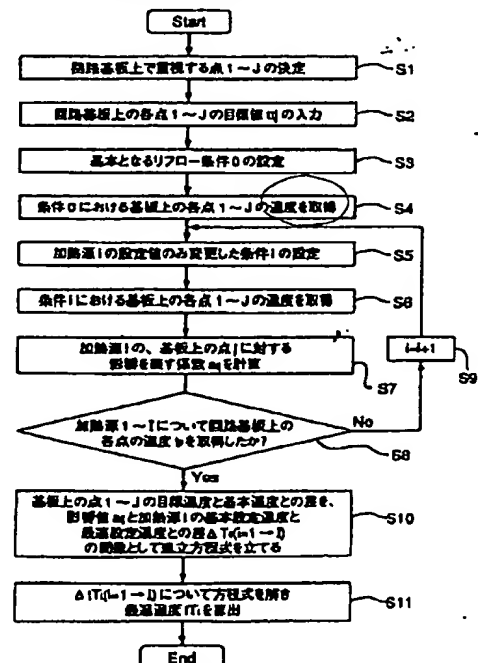 Start
回路基板上で重視する点1～Jの決定
S1
回路基板上の各点1～Jの目標値 の入力
S2
基本となるリフロー条件0の設定
S3
条件0における基板上の各点1～Jの温度を取得
S4
加熱源iの設定値のみ変更した条件iの設定
S5
条件iにおける基板上の各点1～Jの温度を取得
S6
加熱源iの、基板上の点jに対する
影響を表す係数aijを計算
S7
i=i+1
S9
加熱源1～Iについて回路基板上の
各点の温度 を取得したか?
No
S8
Yes
基板上の点1～Jの目標温度と基本温度との差を、
影響値aijと加熱源iの基本設定温度と
最適設定温度との差 (i=1→I)
の関数として連立方程式を立てる
S10
(i=1→I)について方程式を解き
最適温度 を算出
S11
End